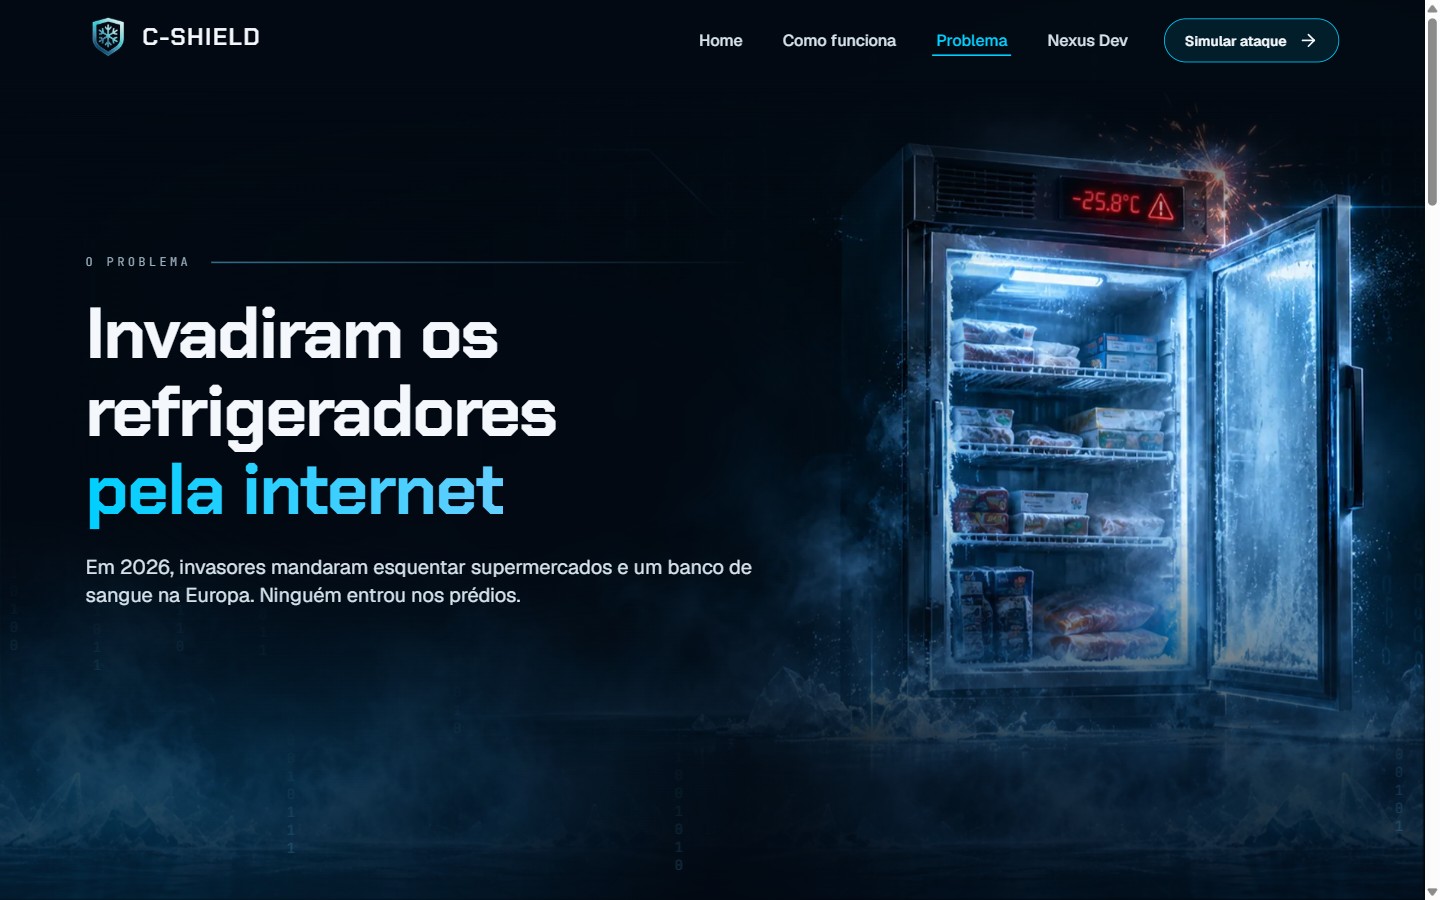 C-SHIELD
Home
Como funciona
Problema
Nexus Dev
Simular ataque
-25.8°C
O PROBLEMA
Invadiram os
refrigeradores
pela internet
Em 2026, invasores mandaram esquentar supermercados e um banco de
sangue na Europa. Ninguém entrou nos prédios.